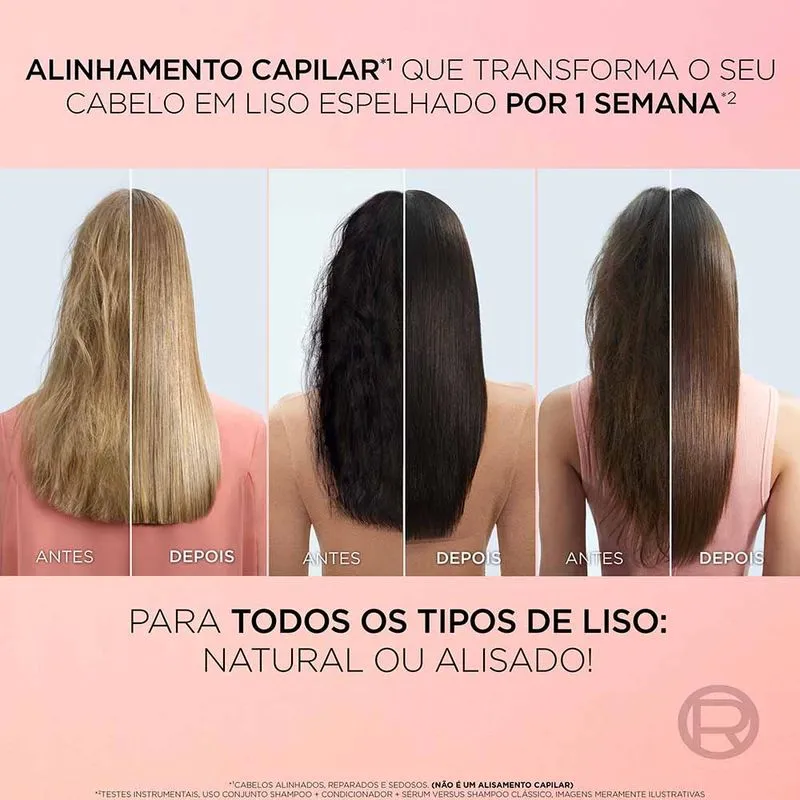 ALINHAMENTO CAPILAR*1 QUE TRANSFORMA O SEU
CABELO EM LISO ESPELHADO POR 1 SEMANA*2
ANTES DEPOIS ANTES DEPOIS ANTES DEPOIS
PARA TODOS OS TIPOS DE LISO:
NATURAL OU ALISADO!
*1CABELOS ALINHADOS, REPARADOS E SEDOSOS. (NÃO É UM ALISAMENTO CAPILAR)
*2TESTES INSTRUMENTAIS, USO CONJUNTO SHAMPOO + CONDICIONADOR + SÉRUM VERSUS SHAMPOO CLÁSSICO, IMAGENS MERAMENTE ILUSTRATIVAS